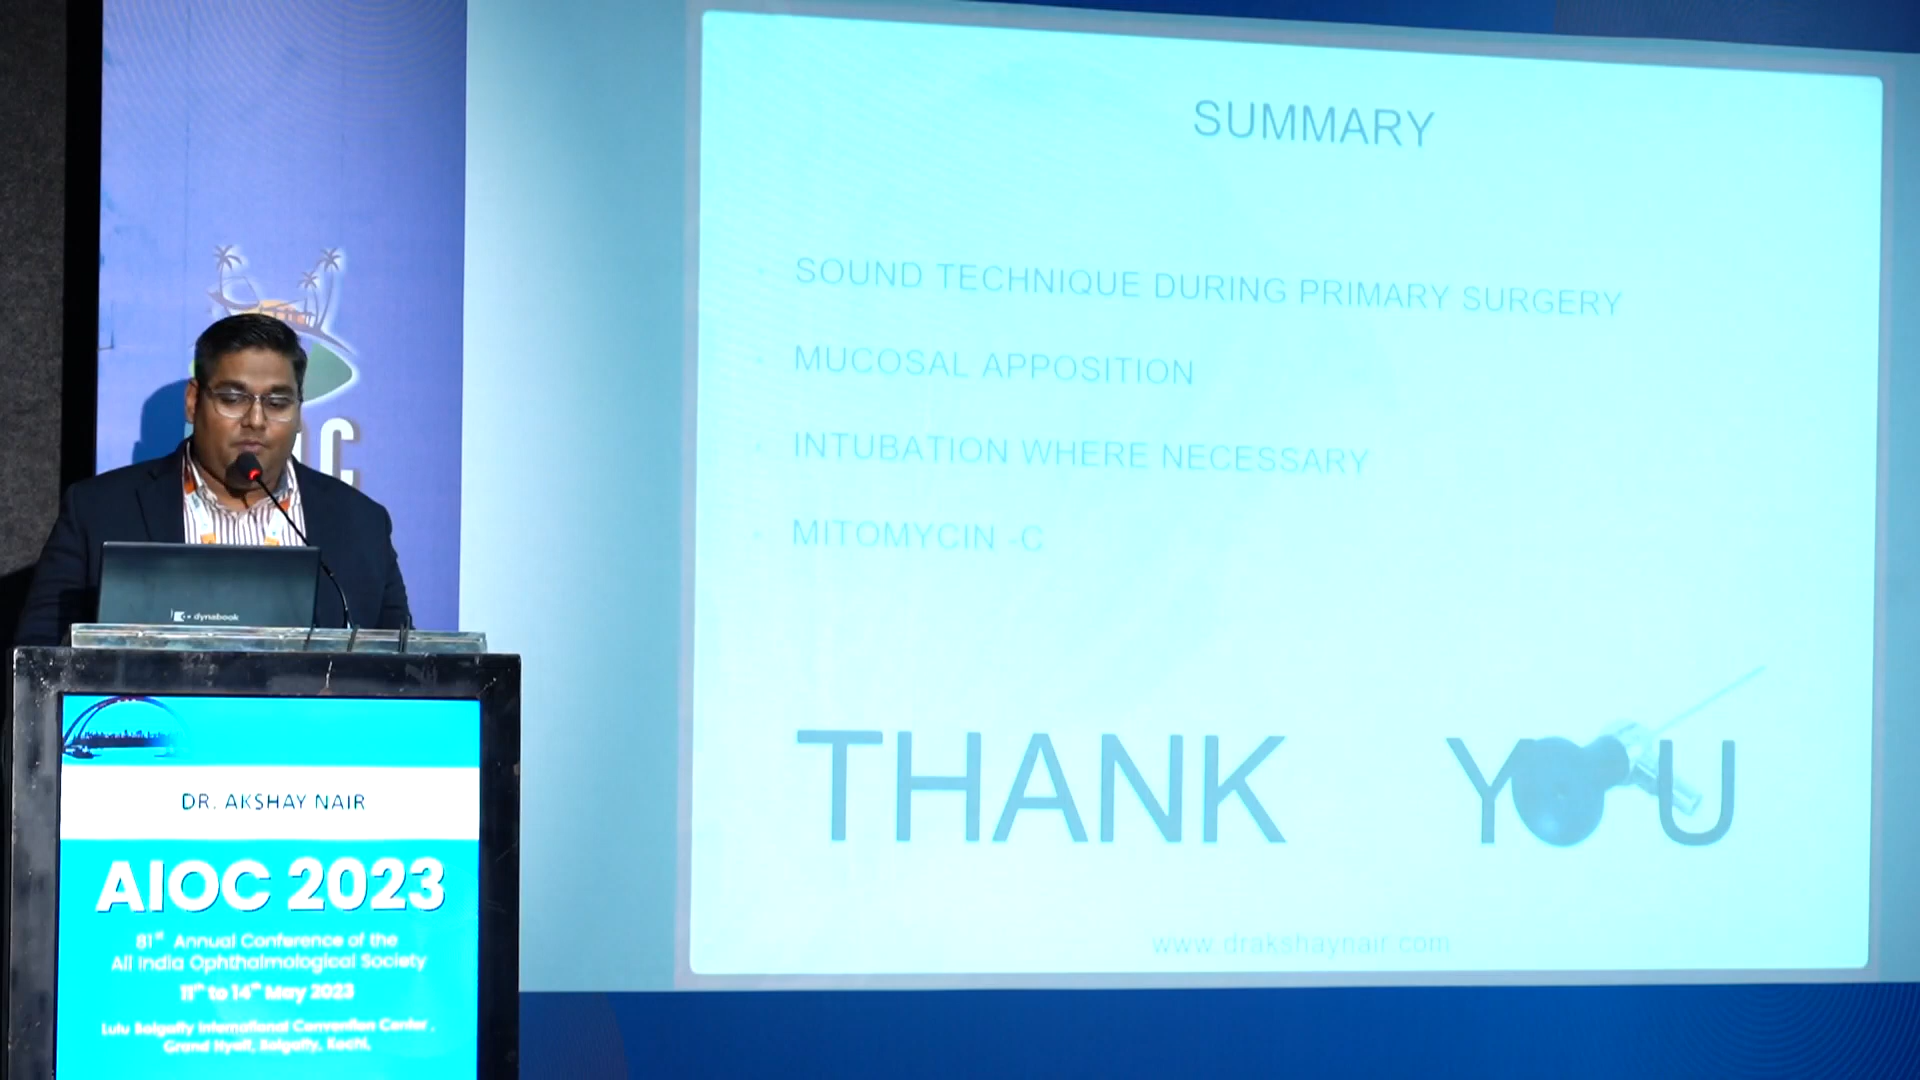 SUMMARY
SOUND TECHNIQUE DURING PRIMARY SURGERY
MUCOSAL APPOSITION
INTUBATION WHERE NECESSARY
MITOMYCIN -C
THANK YOU
www.drakshaynair.com
dynabook
DR. AKSHAY NAIR
AIOC 2023
81st Annual Conference of the
All India Ophthalmological Society
11th to 14th May 2023
Lulu Bolgatty International Convention Center,
Grand Hyatt, Bolgatty, Kochi.